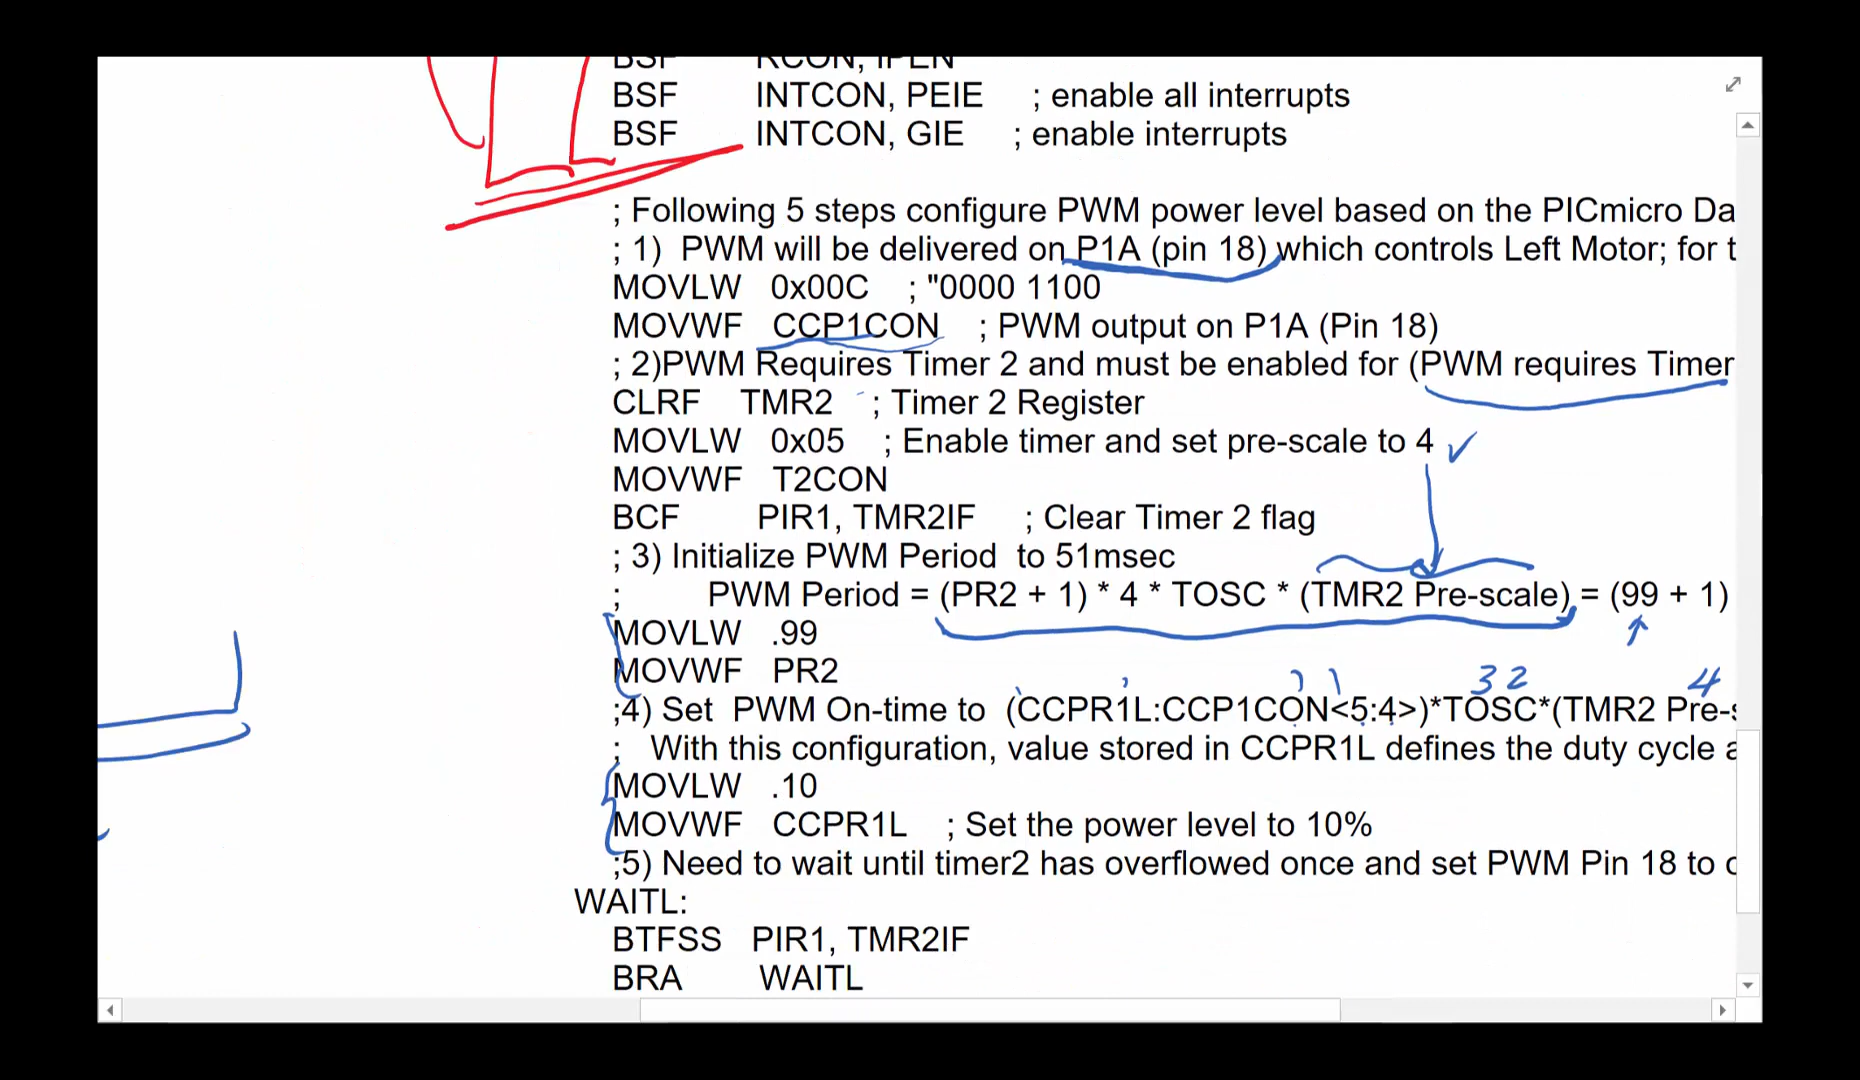 BSF RCON, IPEN
BSF INTCON, PEIE ; enable all interrupts
BSF INTCON, GIE ; enable interrupts
; Following 5 steps configure PWM power level based on the PICmicro Da
; 1) PWM will be delivered on P1A (pin 18) which controls Left Motor; for t
MOVLW 0x00C ; "0000 1100
MOVWF CCP1CON ; PWM output on P1A (Pin 18)
; 2)PWM Requires Timer 2 and must be enabled for (PWM requires Timer
CLRF TMR2 ; Timer 2 Register
MOVLW 0x05 ; Enable timer and set pre-scale to 4
MOVWF T2CON
BCF PIR1, TMR2IF ; Clear Timer 2 flag
; 3) Initialize PWM Period to 51msec
; PWM Period = (PR2 + 1) * 4 * TOSC * (TMR2 Pre-scale) = (99 + 1)
MOVLW .99
MOVWF PR2
32 4
;4) Set PWM On-time to (CCPR1L:CCP1CON<5:4>)*TOSC*(TMR2 Pre-s
; With this configuration, value stored in CCPR1L defines the duty cycle a
MOVLW .10
MOVWF CCPR1L ; Set the power level to 10%
;5) Need to wait until timer2 has overflowed once and set PWM Pin 18 to o
WAITL:
BTFSS PIR1, TMR2IF
BRA WAITL